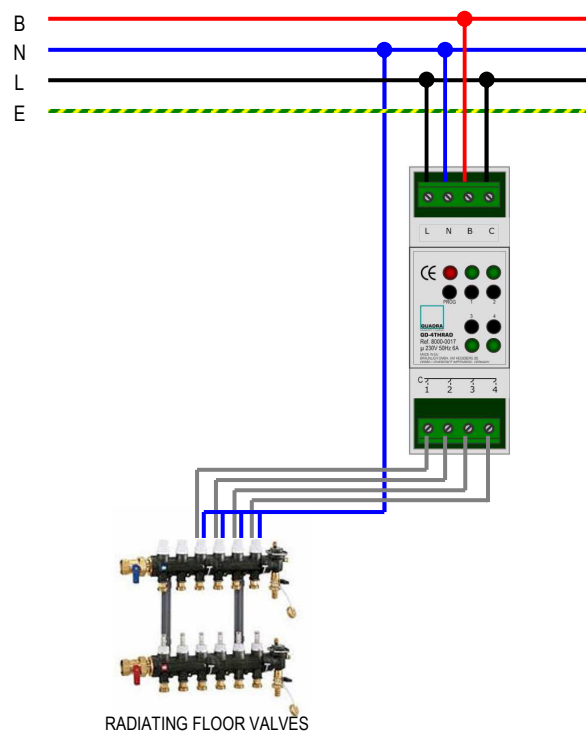 B
N
L
E
L N B C
CE
PROG 1 2
3 4
QUADRA
QD-4THRAD
Ref. 8000-0017
µ 230V 50Hz 6A
C
1 2 3 4
RADIATING FLOOR VALVES